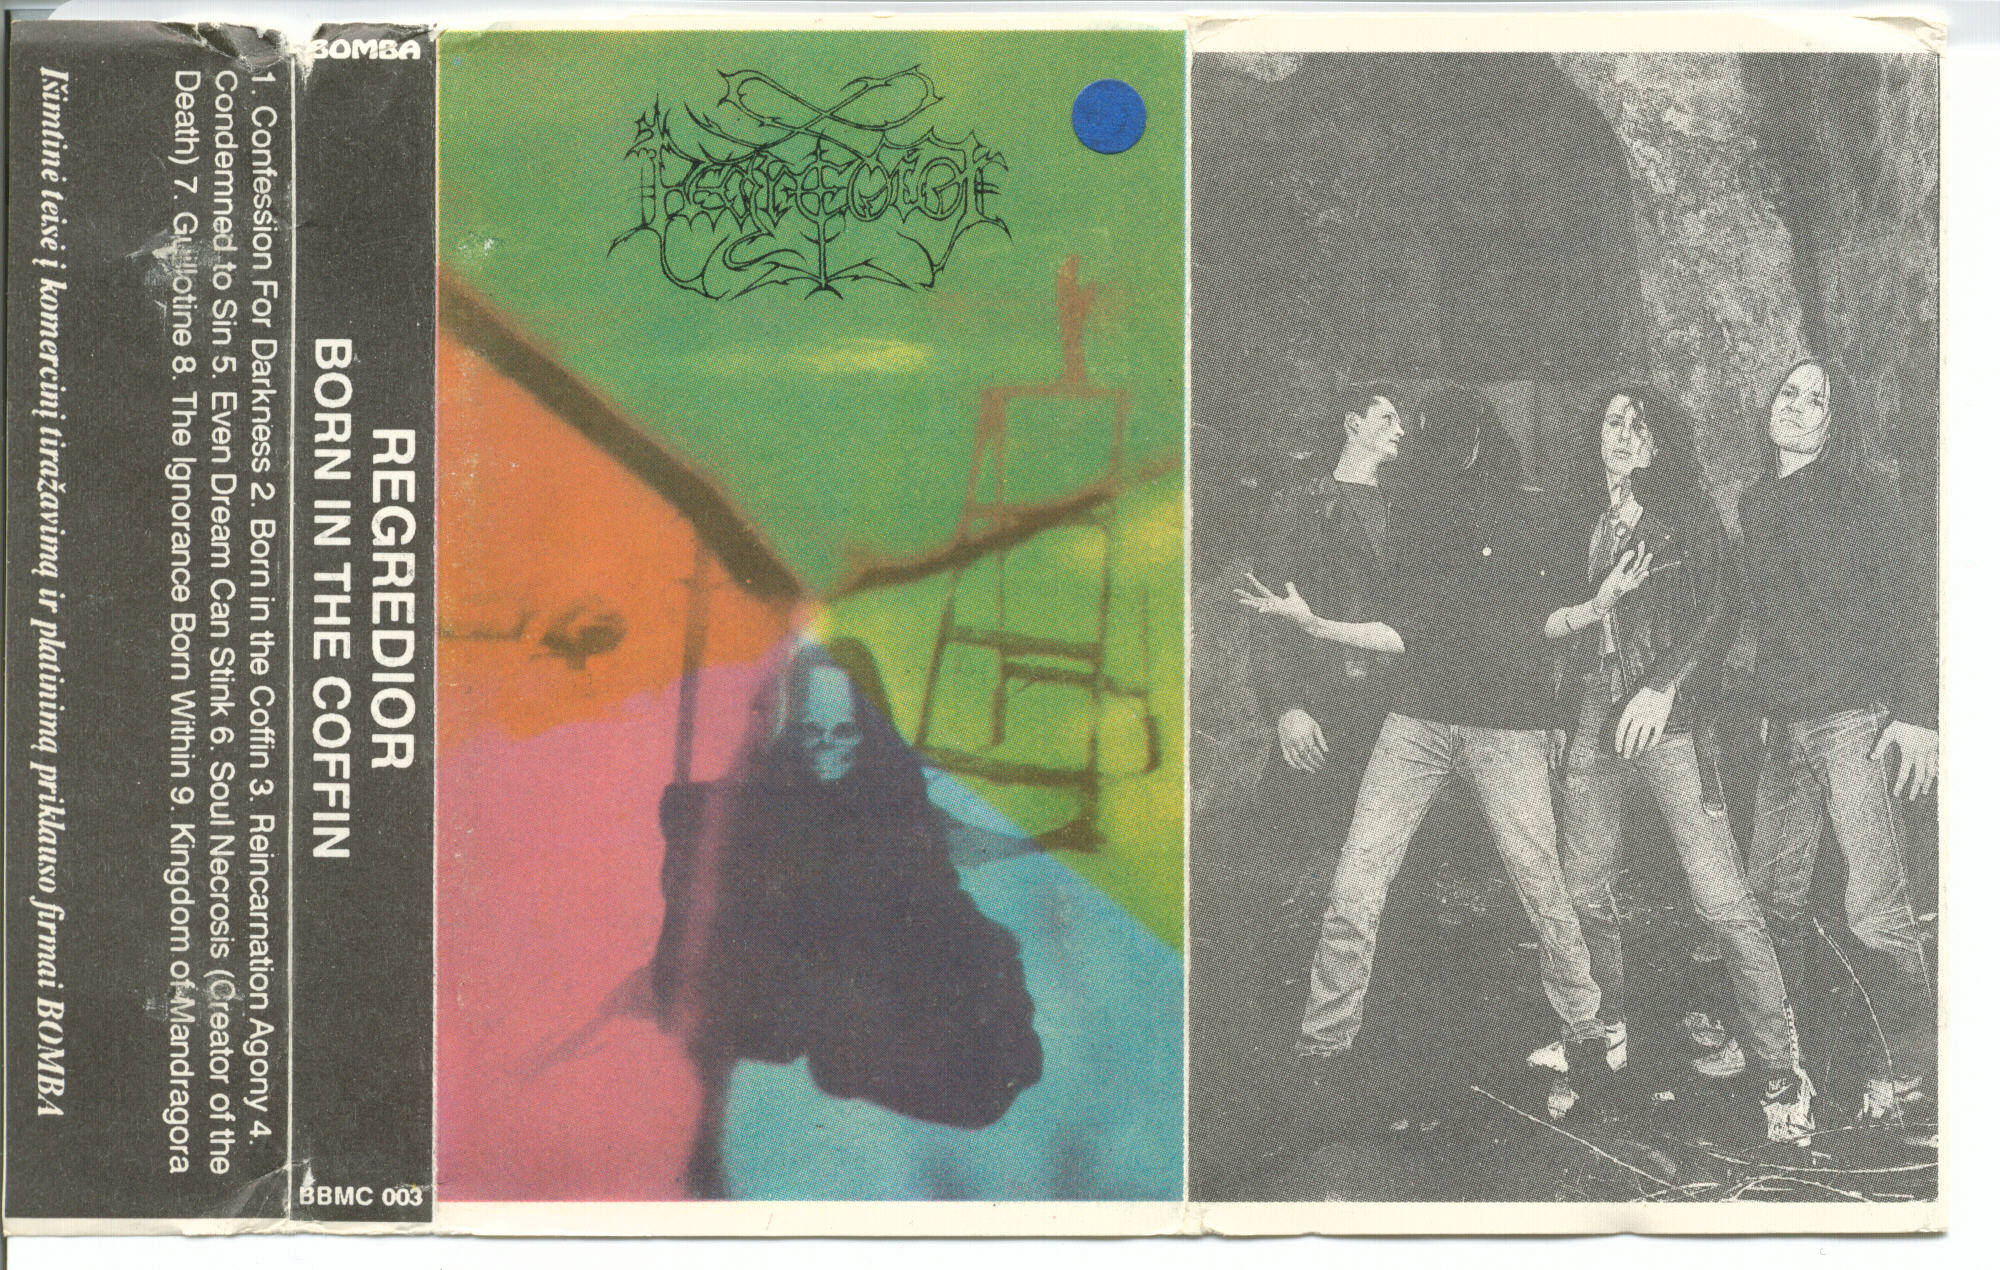 BOMBA
REGREDIOR
BORN IN THE COFFIN
BBMC 003
1. Confession For Darkness 2. Born in the Coffin 3. Reincarnation Agony 4.
Condemned to Sin 5. Even Dream Can Stink 6. Soul Necrosis (Creator of the
Death) 7. Guillotine 8. The Ignorance Born Within 9. Kingdom of Mandragora
Išimtinė teisė į komercinį tiražavimą ir platinimą priklauso firmai BOMBA
Regredior
NIKE